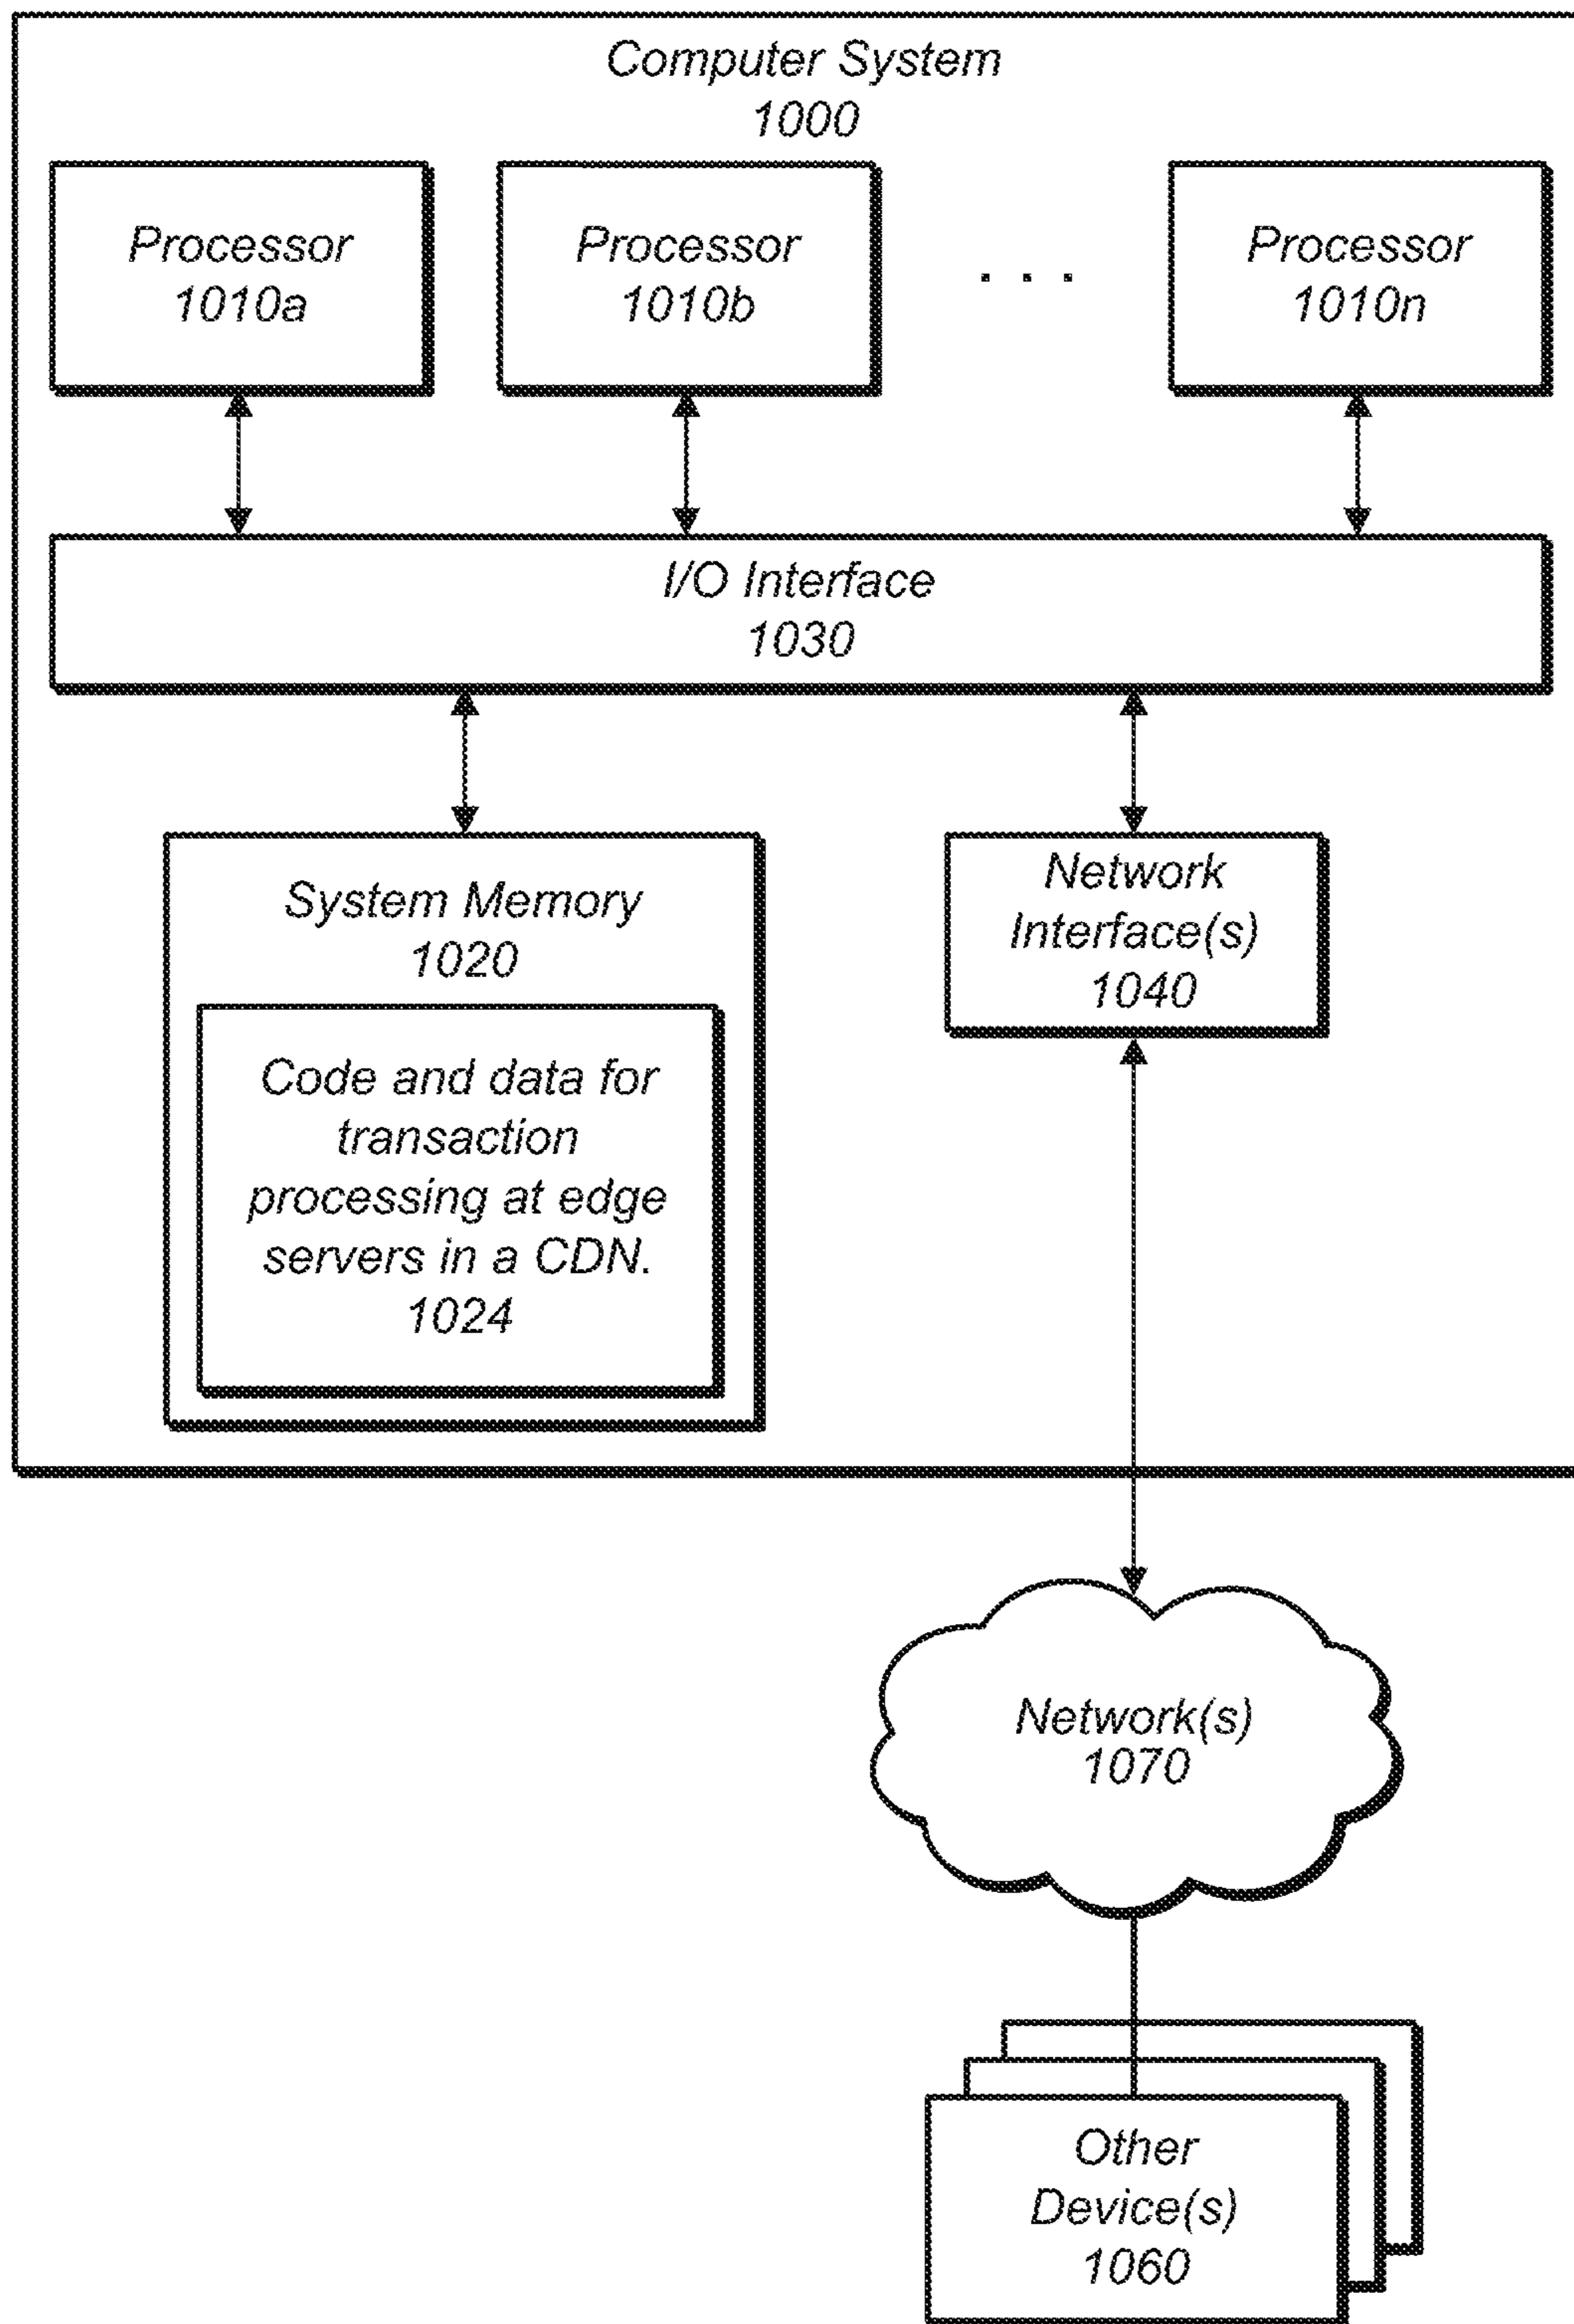 Computer System
1000
Processor
1010a
Processor
1010b
. . .
Processor
1010n
I/O Interface
1030
System Memory
1020
Code and data for
transaction
processing at edge
servers in a CDN.
1024
Network
Interface(s)
1040
Network(s)
1070
Other
Device(s)
1060